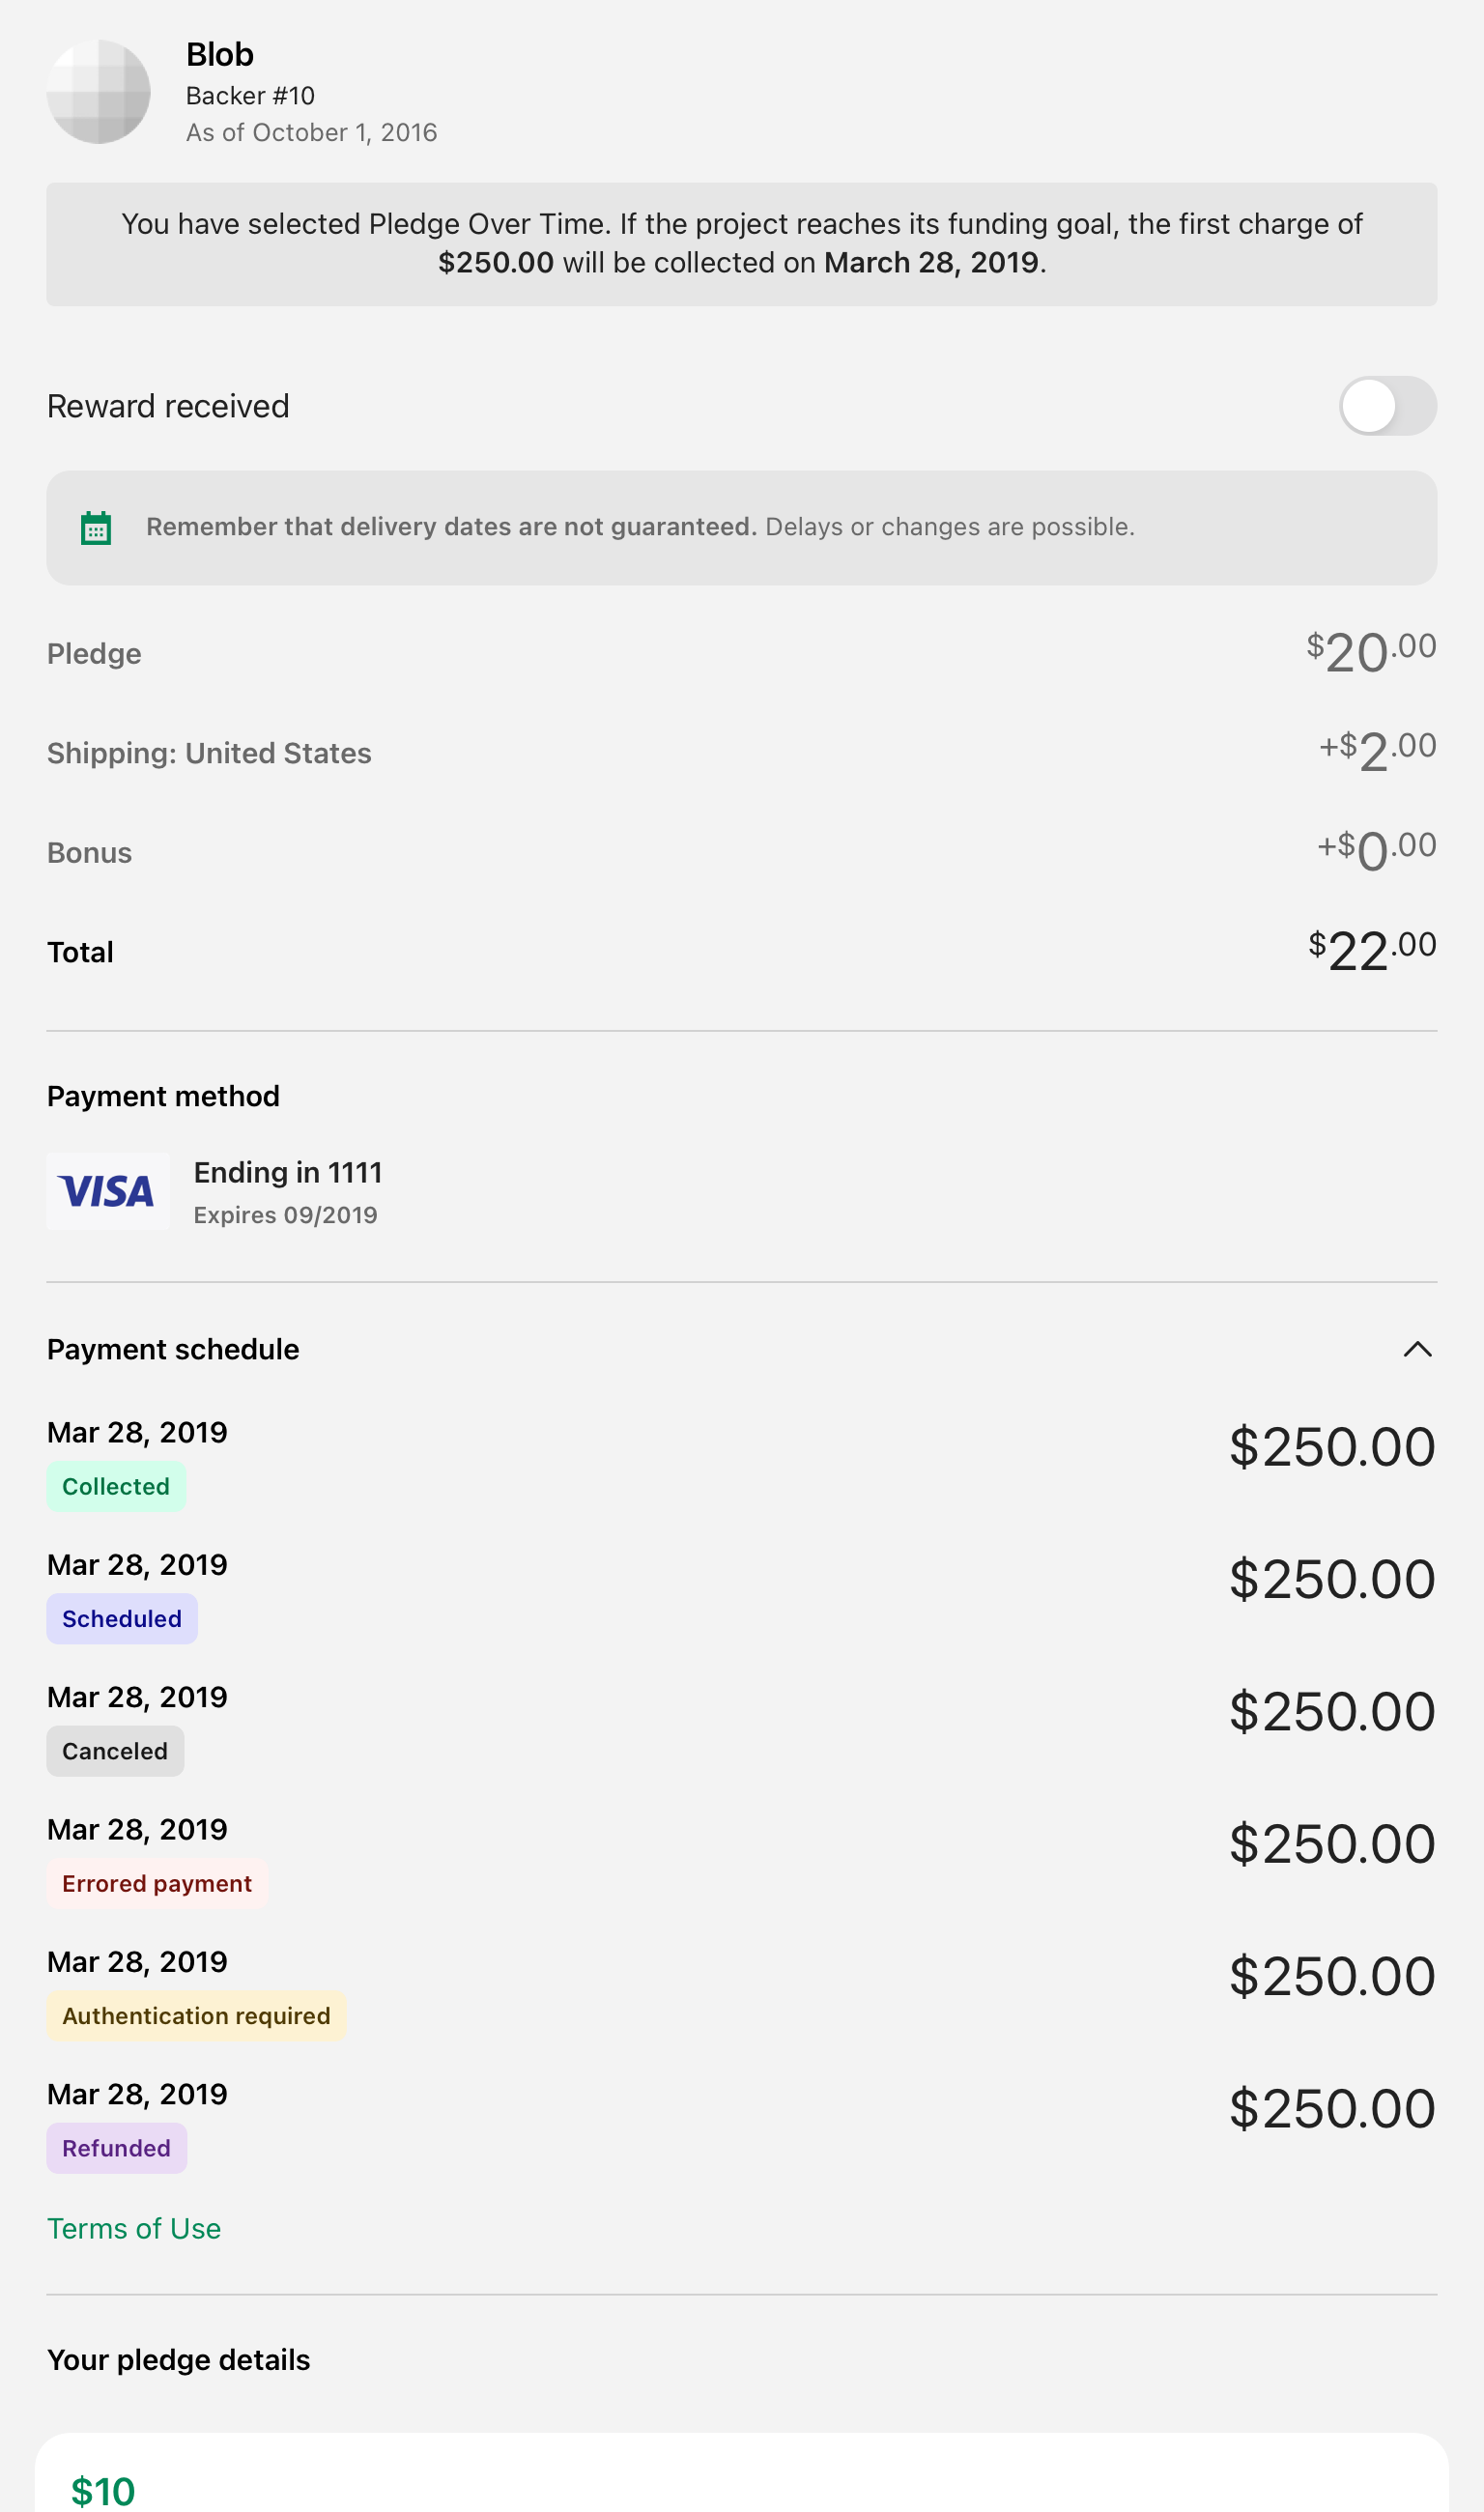 Blob
Backer #10
As of October 1, 2016
You have selected Pledge Over Time. If the project reaches its funding goal, the first charge of
$250.00 will be collected on March 28, 2019.
Reward received
Remember that delivery dates are not guaranteed. Delays or changes are possible.
Pledge $20.00
Shipping: United States +$2.00
Bonus +$0.00
Total $22.00
Payment method
VISA
Ending in 1111
Expires 09/2019
Payment schedule
Mar 28, 2019 $250.00
Collected
Mar 28, 2019 $250.00
Scheduled
Mar 28, 2019 $250.00
Canceled
Mar 28, 2019 $250.00
Errored payment
Mar 28, 2019 $250.00
Authentication required
Mar 28, 2019 $250.00
Refunded
Terms of Use
Your pledge details
$10